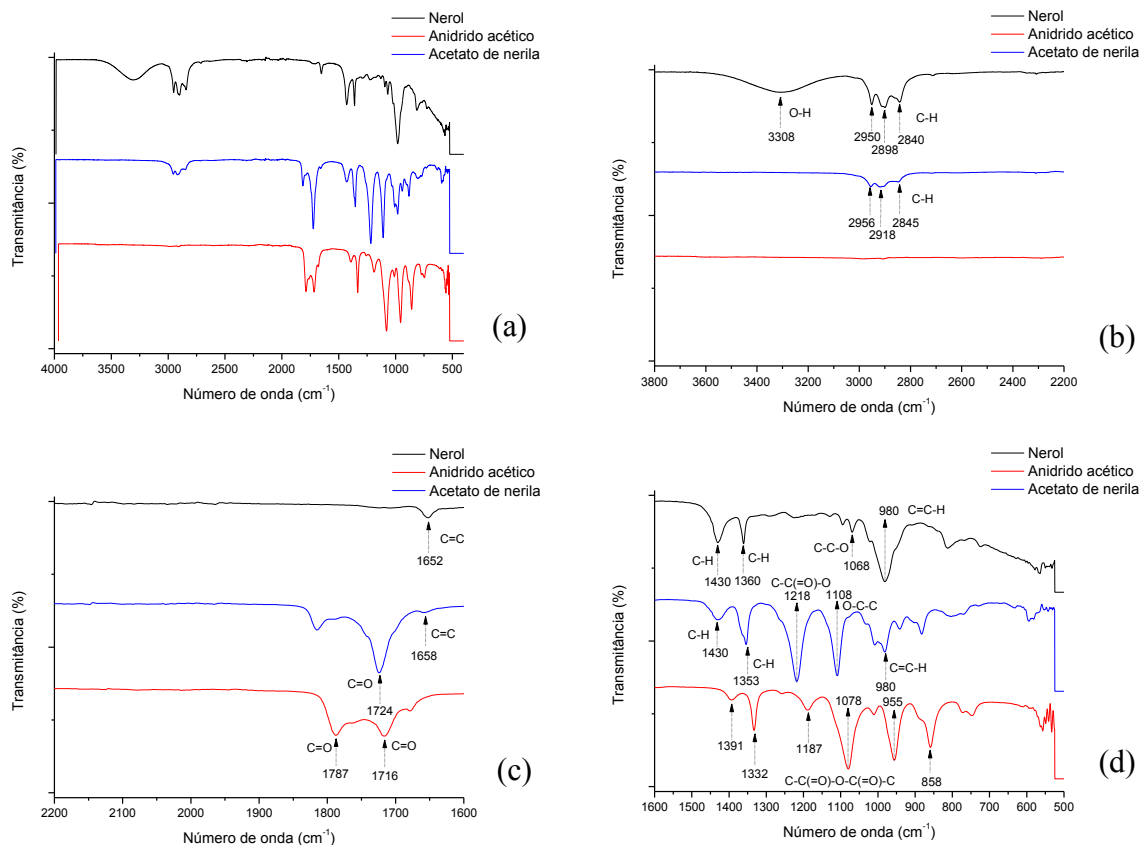 Nerol
Anidrido acético
Acetato de nerila
Transmitância (%)
4000 3500 3000 2500 2000 1500 1000 500
Número de onda (cm-1)
(a)
Nerol
Anidrido acético
Acetato de nerila
O-H
3308
2950
2898
2840
C-H
C-H
2956
2918
2845
Transmitância (%)
3800 3600 3400 3200 3000 2800 2600 2400 2200
Número de onda (cm-1)
(b)
Nerol
Anidrido acético
Acetato de nerila
C=C
1652
C=C
1658
C=O
1724
C=O
1787
C=O
1716
Transmitância (%)
2200 2100 2000 1900 1800 1700 1600
Número de onda (cm-1)
(c)
Nerol
Anidrido acético
Acetato de nerila
980
C=C-H
C-H
1430
C-H
1360
C-C-O
1068
C-C(=O)-O
1218
1108
O-C-C
C-H
1430
C-H
1353
C=C-H
980
1078
955
1391
1332
1187
C-C(=O)-O-C(=O)-C
858
Transmitância (%)
1600 1500 1400 1300 1200 1100 1000 900 800 700 600 500
Número de onda (cm-1)
(d)